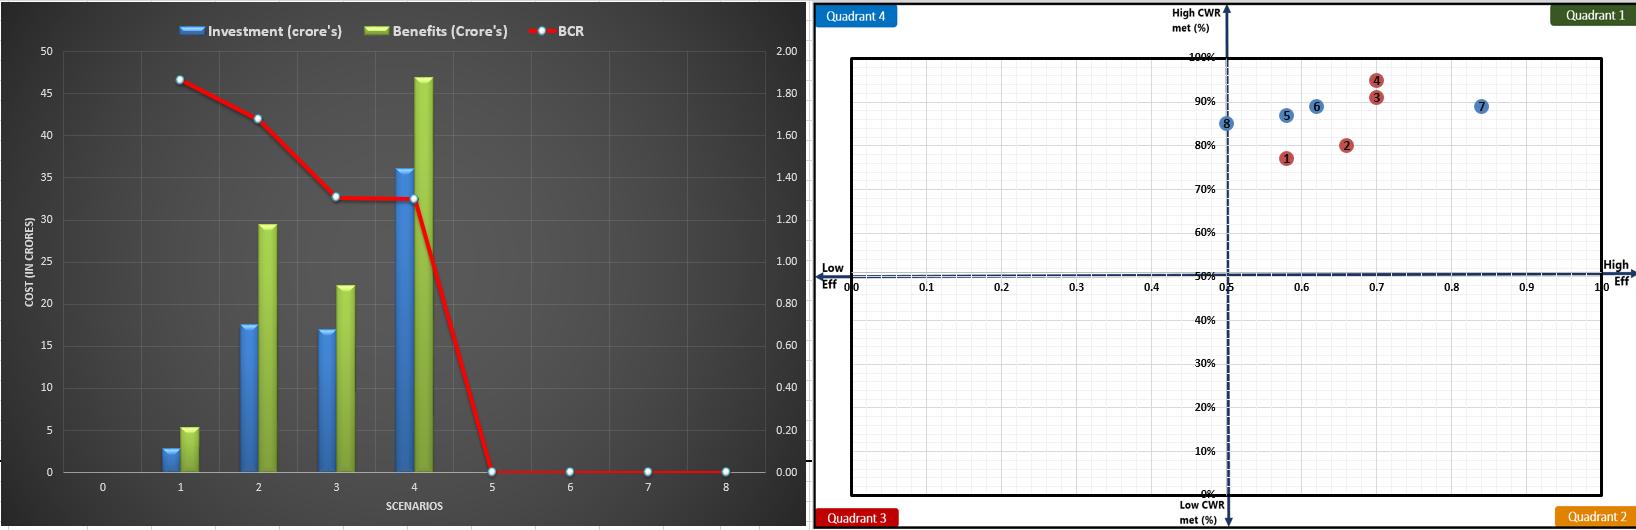 Investment (crore's) Benefits (Crore's) BCR
50 2.00
45 1.80
40 1.60
35 1.40
30 1.20
25 1.00
20 0.80
15 0.60
10 0.40
5 0.20
0 0.00
COST (IN CRORES)
0 1 2 3 4 5 6 7 8
SCENARIOS
Quadrant 4
High CWR
met (%)
Quadrant 1
100%
4
3
90%
6
7
5
8
80%
2
1
70%
60%
Low
Eff
50%
High
Eff
0.0 0.1 0.2 0.3 0.4 0.5 0.6 0.7 0.8 0.9 1.0
40%
30%
20%
10%
0%
Low CWR
met (%)
Quadrant 3
Quadrant 2